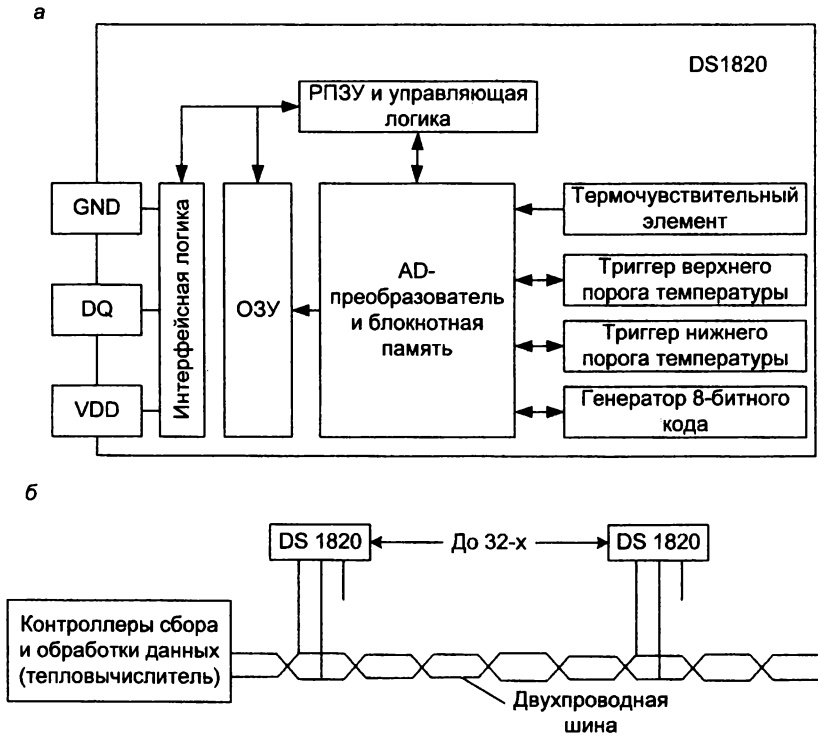 а
DS1820
РПЗУ и управляющая
логика
GND
DQ
VDD
Интерфейсная логика
ОЗУ
AD-
преобразователь
и блокнотная
память
Термочувствительный
элемент
Триггер верхнего
порога температуры
Триггер нижнего
порога температуры
Генератор 8-битного
кода
б
DS 1820
До 32-х
DS 1820
Контроллеры сбора
и обработки данных
(тепловычислитель)
Двухпроводная
шина